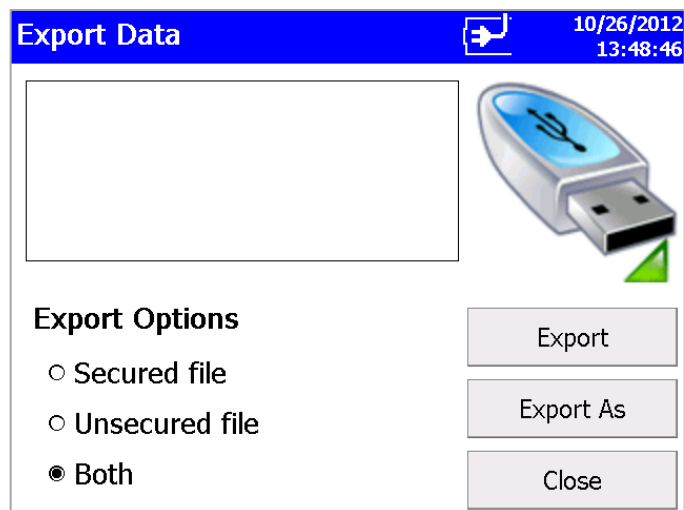 Export Data
10/26/2012
13:48:46
Export Options
Secured file
Unsecured file
Both
Export
Export As
Close